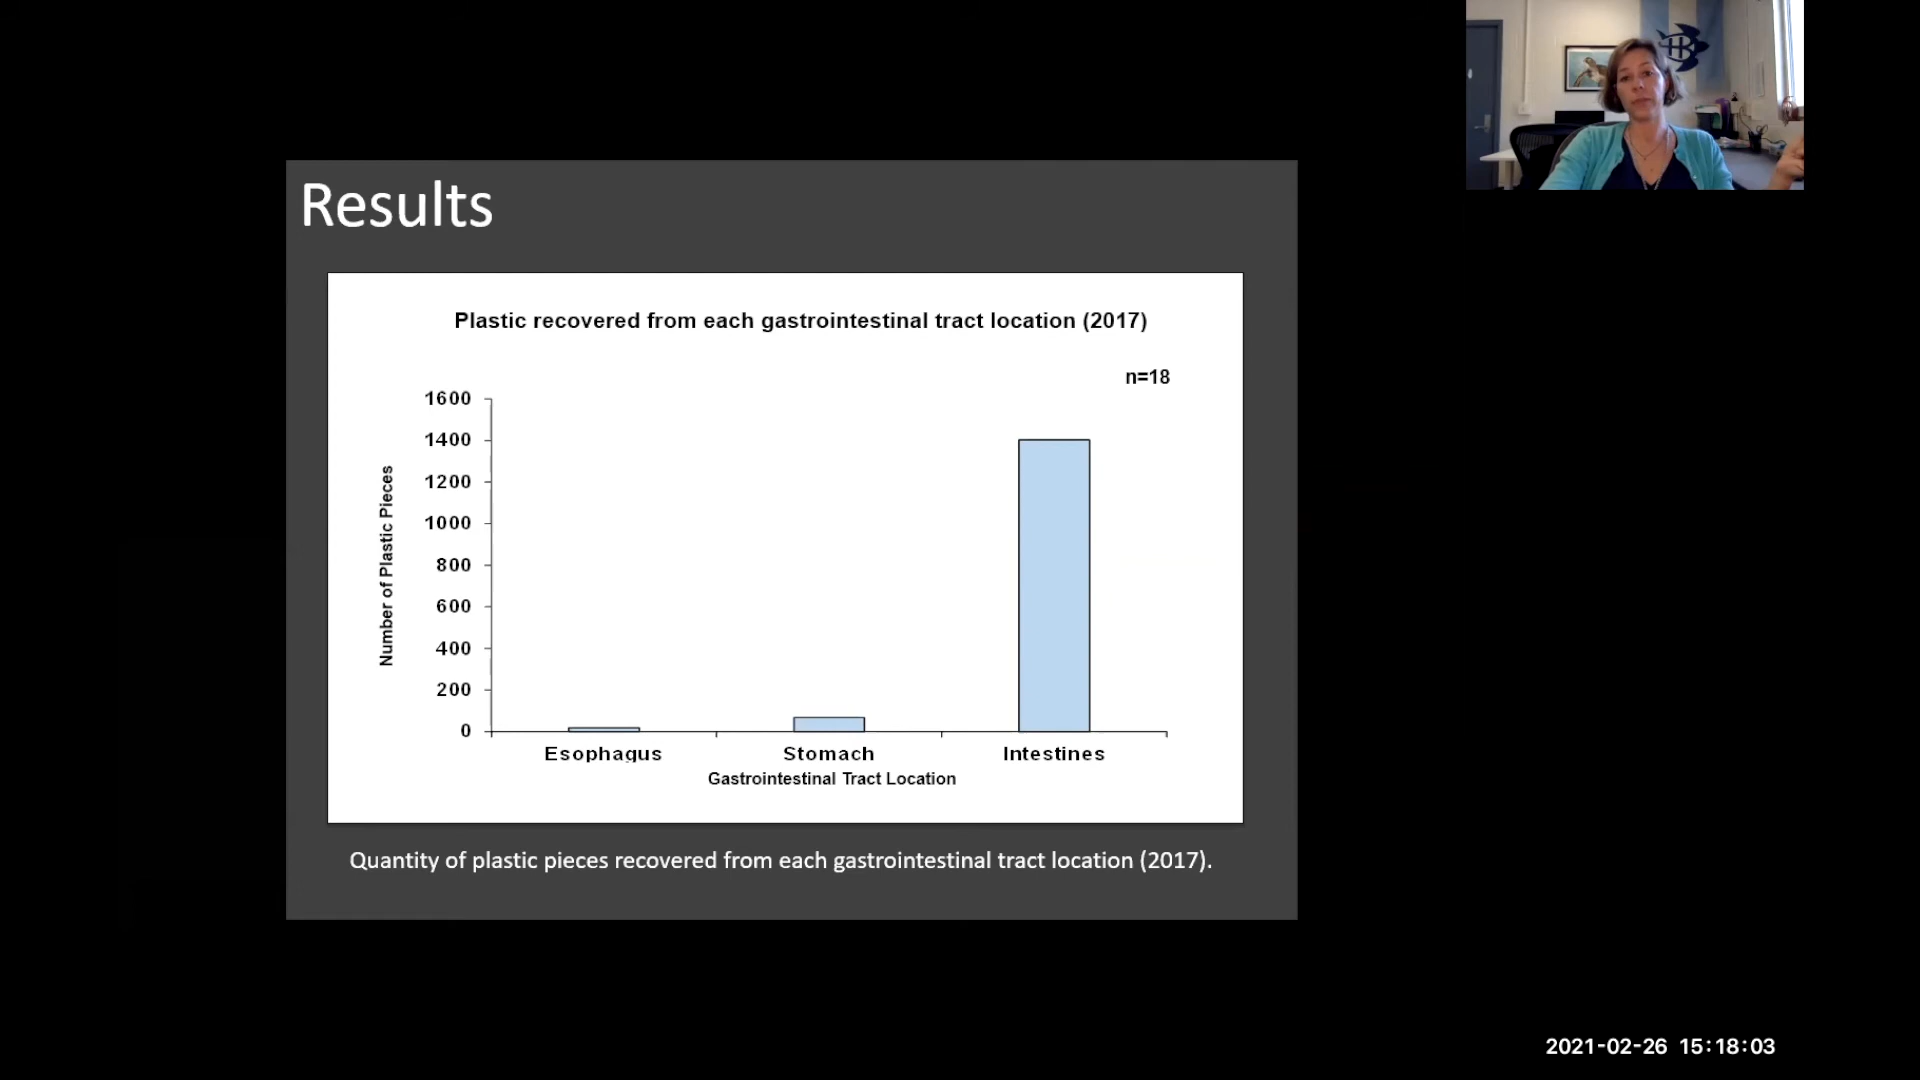 Results
Plastic recovered from each gastrointestinal tract location (2017)
n=18
1600
1400
1200
1000
800
600
400
200
0
Number of Plastic Pieces
Esophagus Stomach Intestines
Gastrointestinal Tract Location
Quantity of plastic pieces recovered from each gastrointestinal tract location (2017).
2021-02-26 15:18:03